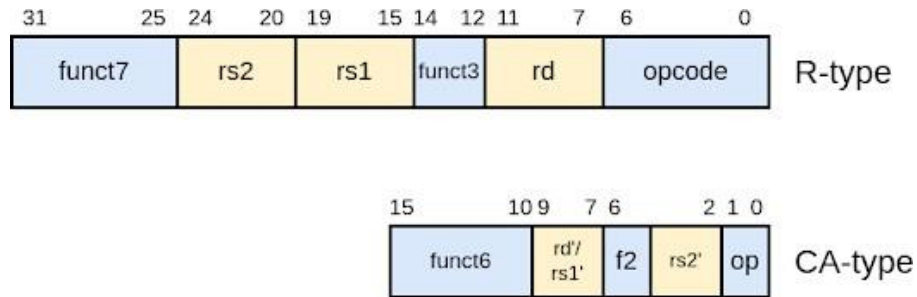 31 25 24 20 19 15 14 12 11 7 6 0
funct7 rs2 rs1 funct3 rd opcode R-type
15 10 9 7 6 2 1 0
funct6 rd'/ rs1' f2 rs2' op CA-type